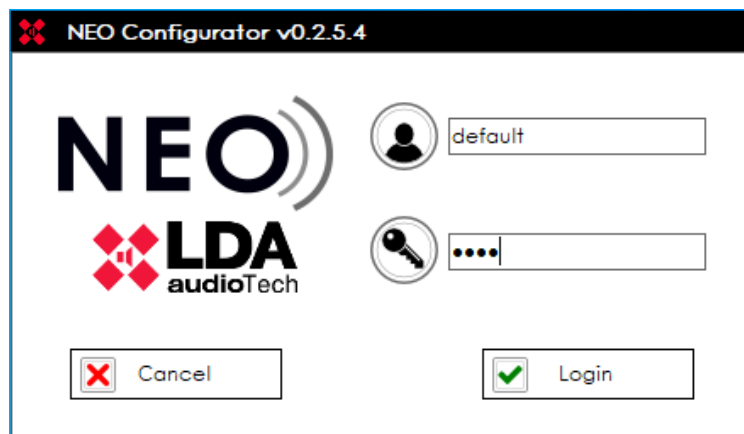 NEO Configurator v0.2.5.4
NEO
default
LDA
audioTech
••••
Cancel
Login